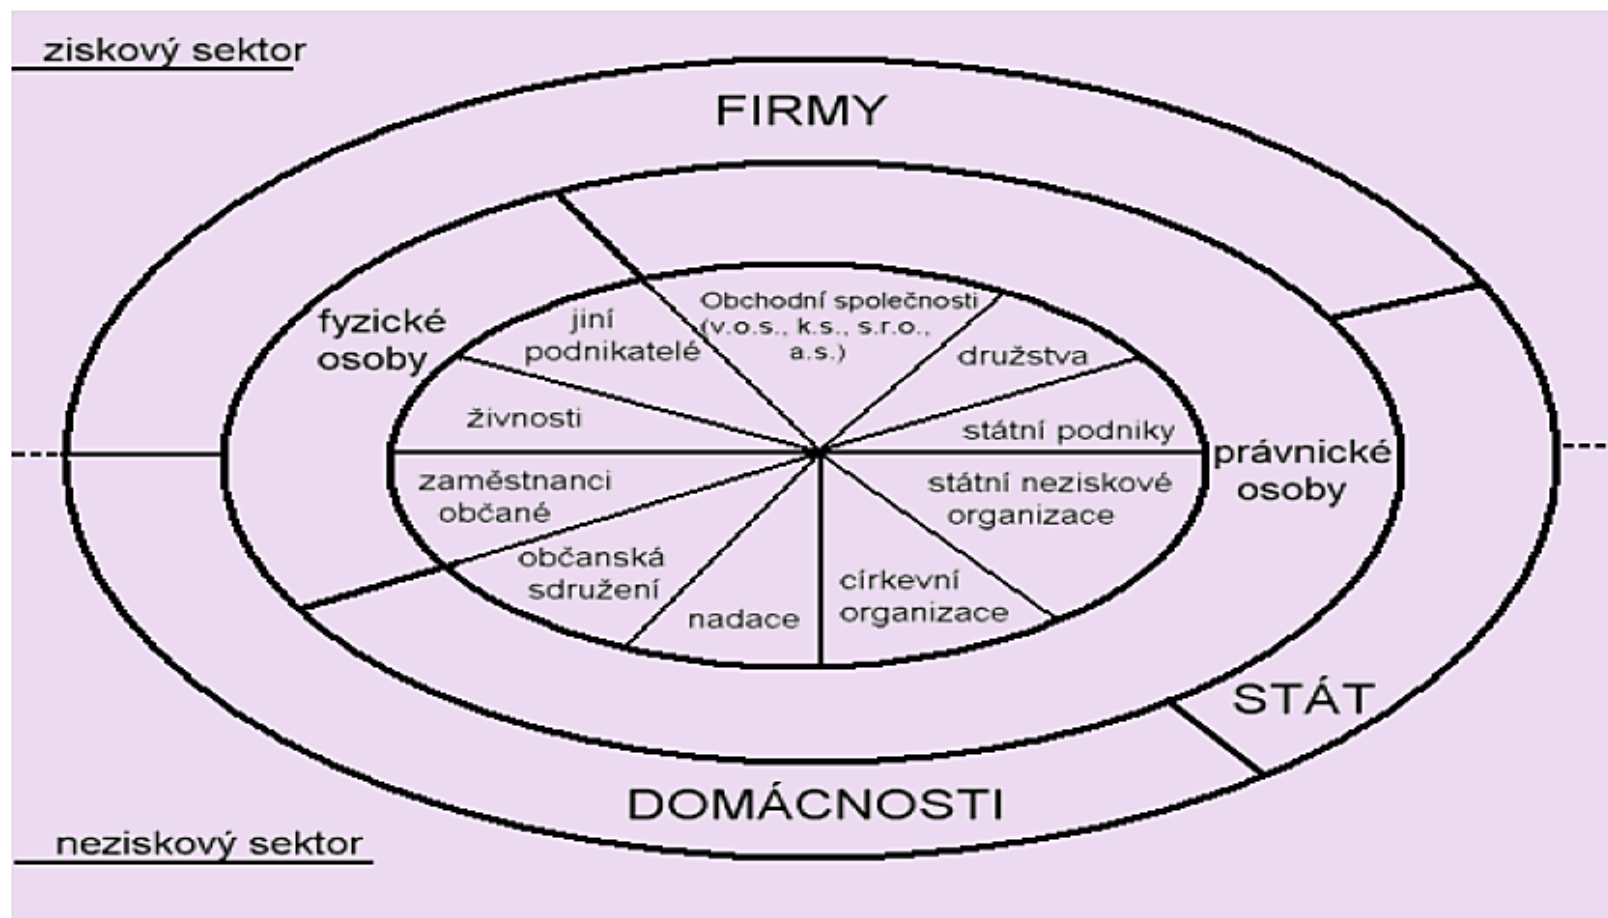 ziskový sektor
FIRMY
fyzické
osoby
jiní
podnikatelé
Obchodní společnosti
(v.o.s., k.s., s.r.o.,
a.s.)
družstva
živnosti
státní podniky
právnické
osoby
zaměstnanci
občané
státní neziskové
organizace
občanská
sdružení
nadace
církevní
organizace
STÁT
DOMÁCNOSTI
neziskový sektor